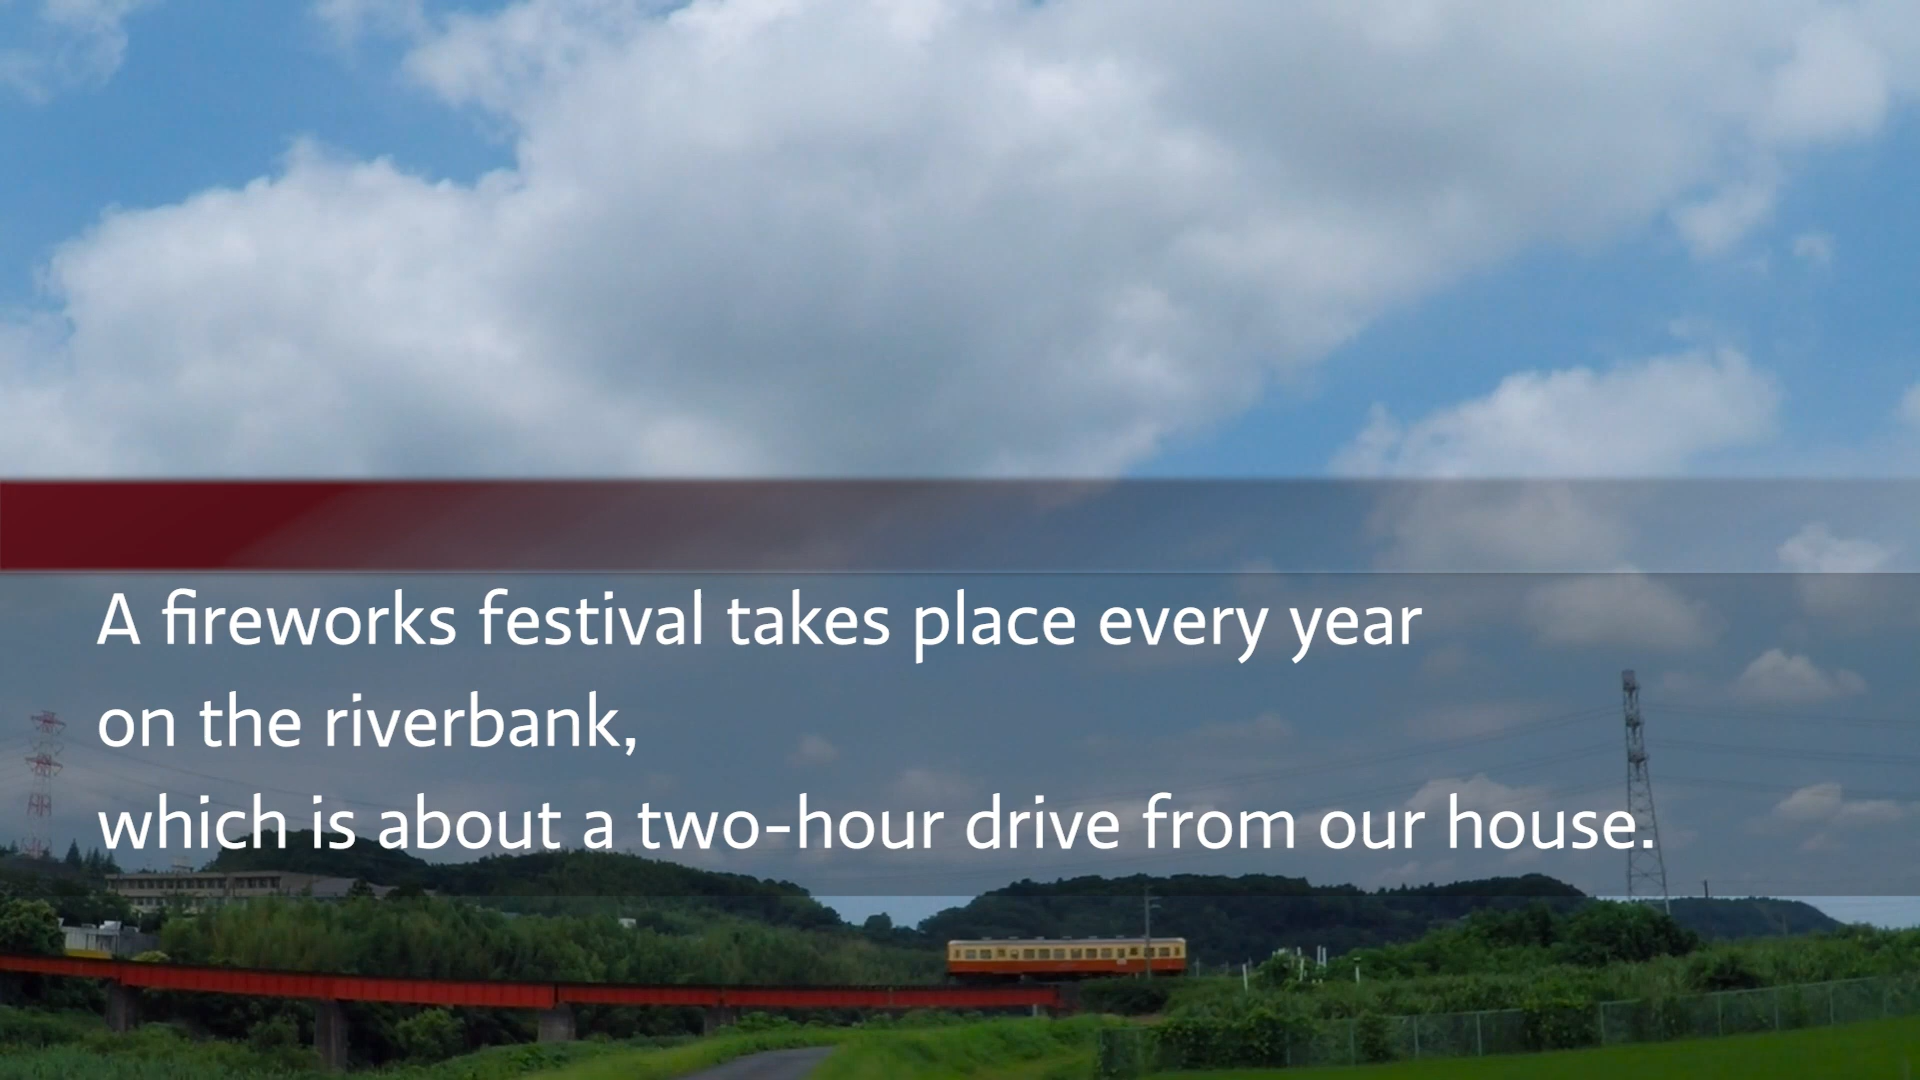 A fireworks festival takes place every year
on the riverbank,
which is about a two-hour drive from our house.